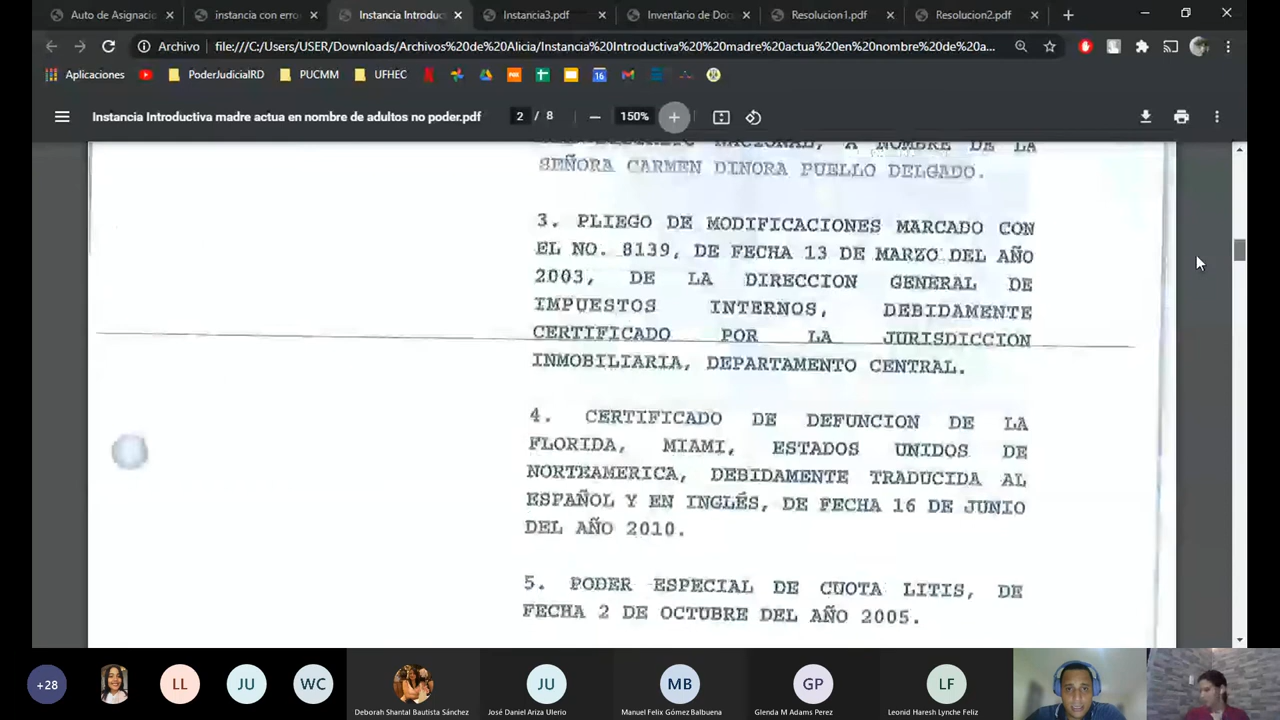 Auto de Asignacio
instancia con erro
Instancia Introduc
Instancia3.pdf
Inventario de Doc
Resolucion1.pdf
Resolucion2.pdf
Archivo
file:///C:/Users/USER/Downloads/Archivos%20de%20Alicia/Instancia%20Introductiva%20%20madre%20actua%20en%20nombre%20de%20a...
Aplicaciones
PoderJudicialRD
PUCMM
UFHEC
FOX
16
Instancia Introductiva madre actua en nombre de adultos no poder.pdf
2 / 8
150%
NACIONAL, A NOMBRE DE LA
SEÑORA CARMEN DINORA PUELLO DELGADO.
3. PLIEGO DE MODIFICACIONES MARCADO CON
EL NO. 8139, DE FECHA 13 DE MARZO DEL AÑO
2003, DE LA DIRECCION GENERAL DE
IMPUESTOS INTERNOS, DEBIDAMENTE
CERTIFICADO POR LA JURISDICCION
INMOBILIARIA, DEPARTAMENTO CENTRAL.
4. CERTIFICADO DE DEFUNCION DE LA
FLORIDA, MIAMI, ESTADOS UNIDOS DE
NORTEAMERICA, DEBIDAMENTE TRADUCIDA AL
ESPAÑOL Y EN INGLÉS, DE FECHA 16 DE JUNIO
DEL AÑO 2010.
5. PODER ESPECIAL DE CUOTA LITIS, DE
FECHA 2 DE OCTUBRE DEL AÑO 2005.
+28
LL
JU
WC
JU
MB
GP
LF
Deborah Shantal Bautista Sánchez
José Daniel Ariza Ulerio
Manuel Felix Gómez Balbuena
Glenda M Adams Perez
Leonid Haresh Lynche Feliz